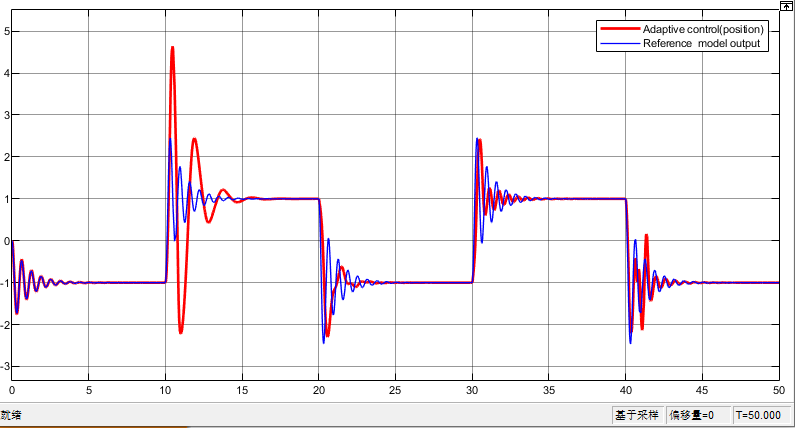 Adaptive control(position)
Reference model output
5
4
3
2
1
0
-1
-2
-3
0 5 10 15 20 25 30 35 40 45 50
就绪 基于采样 偏移量=0 T=50.000